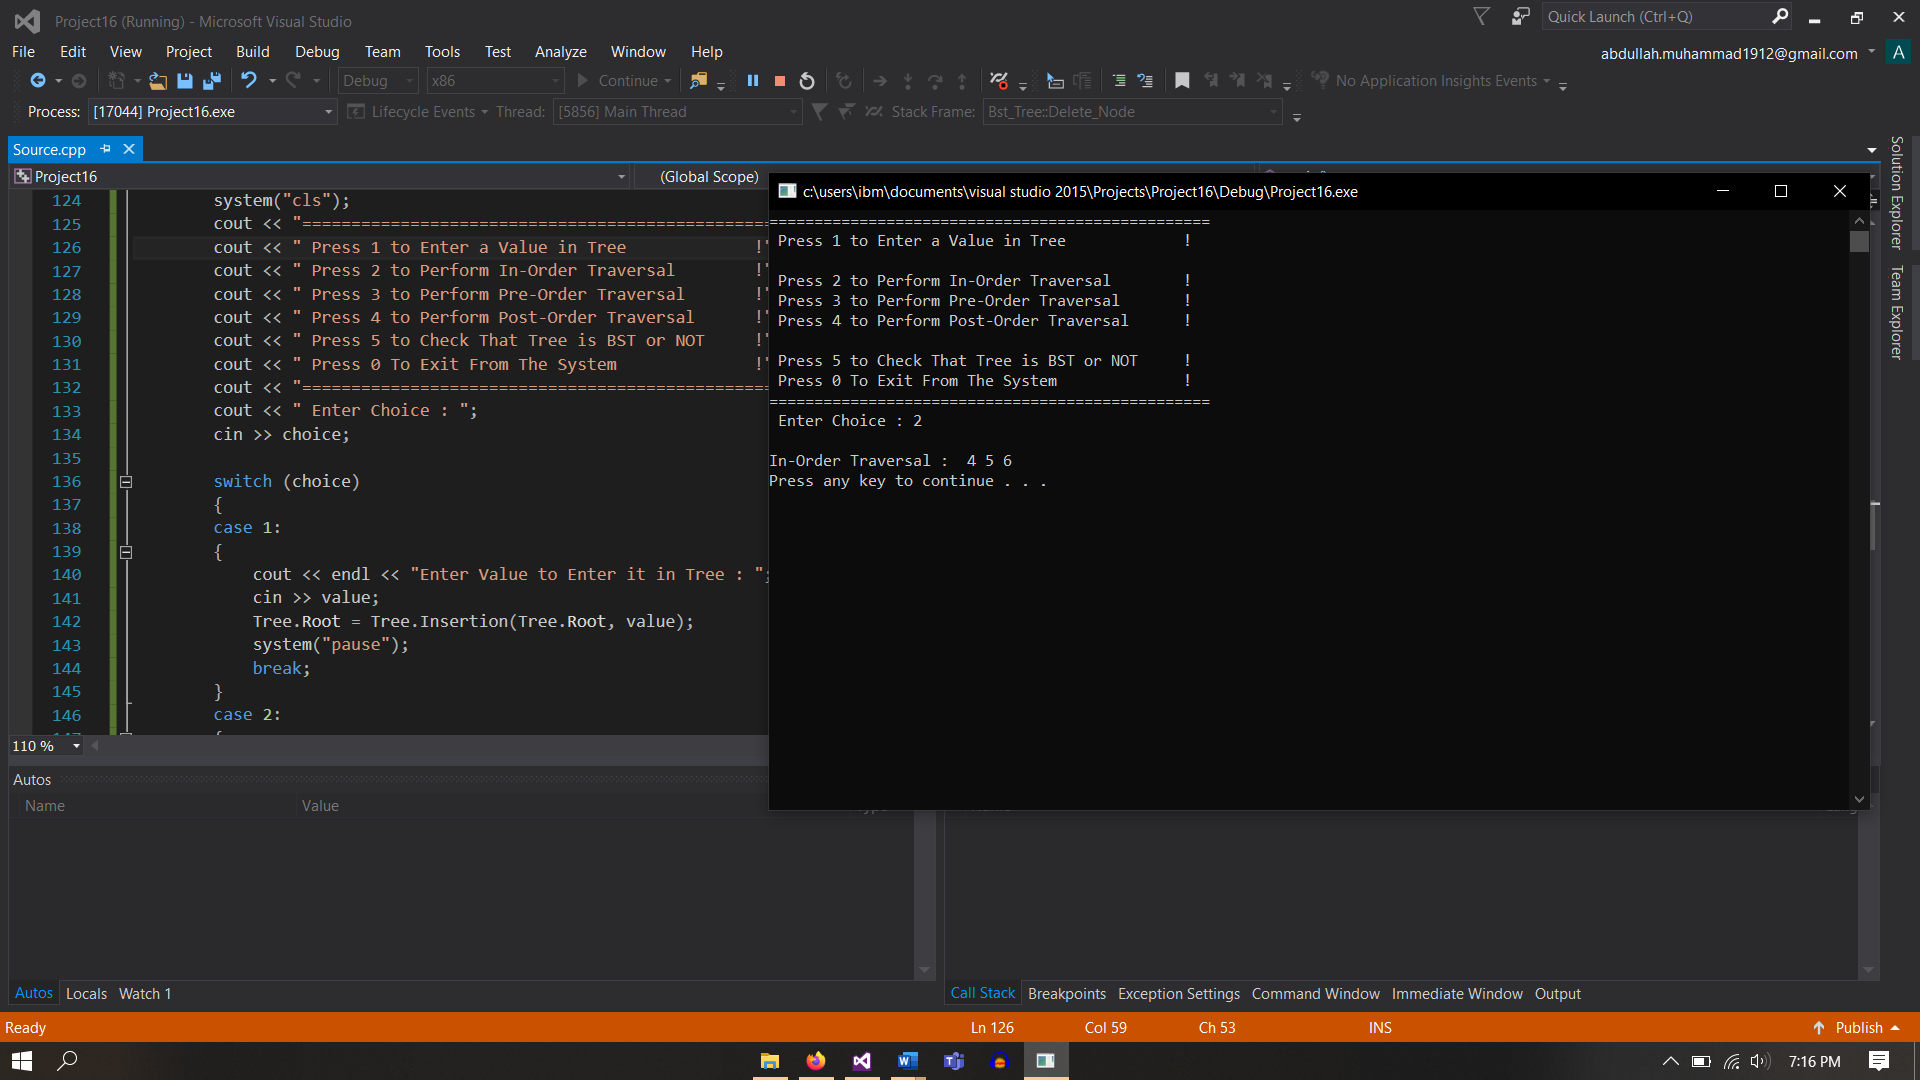 Project16 (Running) - Microsoft Visual Studio
Quick Launch (Ctrl+Q)
File Edit View Project Build Debug Team Tools Test Analyze Window Help
abdullah.muhammad1912@gmail.com A
Debug x86 Continue No Application Insights Events
Process: [17044] Project16.exe Lifecycle Events Thread: [5856] Main Thread Stack Frame: Bst_Tree::Delete_Node
Source.cpp
Project16 (Global Scope)
124 system("cls");
125 cout << "================================================
126 cout << " Press 1 to Enter a Value in Tree !"
127 cout << " Press 2 to Perform In-Order Traversal !"
128 cout << " Press 3 to Perform Pre-Order Traversal !"
129 cout << " Press 4 to Perform Post-Order Traversal !"
130 cout << " Press 5 to Check That Tree is BST or NOT !"
131 cout << " Press 0 To Exit From The System !"
132 cout << "================================================
133 cout << " Enter Choice : ";
134 cin >> choice;
135
136 switch (choice)
137 {
138 case 1:
139 {
140 cout << endl << "Enter Value to Enter it in Tree : ";
141 cin >> value;
142 Tree.Root = Tree.Insertion(Tree.Root, value);
143 system("pause");
144 break;
145 }
146 case 2:
110 %
c:\users\ibm\documents\visual studio 2015\Projects\Project16\Debug\Project16.exe
=================================================
Press 1 to Enter a Value in Tree !
Press 2 to Perform In-Order Traversal !
Press 3 to Perform Pre-Order Traversal !
Press 4 to Perform Post-Order Traversal !
Press 5 to Check That Tree is BST or NOT !
Press 0 To Exit From The System !
=================================================
Enter Choice : 2
In-Order Traversal : 4 5 6
Press any key to continue . . .
Solution Explorer
Team Explorer
Autos
Name Value
Autos Locals Watch 1
Call Stack Breakpoints Exception Settings Command Window Immediate Window Output
Ready Ln 126 Col 59 Ch 53 INS Publish
7:16 PM